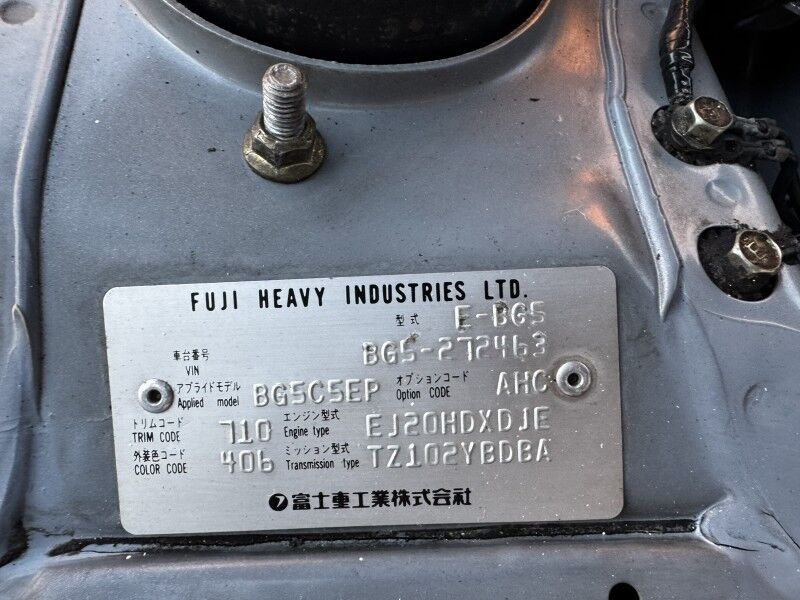 FUJI HEAVY INDUSTRIES LTD.
型式 E-BG5
車台番号 VIN BG5-272463
アプライドモデル Applied model BG5C5EP オプションコード Option CODE AHC
トリムコード TRIM CODE 710 エンジン型式 Engine type EJ20HDXDJE
外装色コード COLOR CODE 406 ミッション型式 Transmission type TZ102YBDBA
富士重工業株式会社